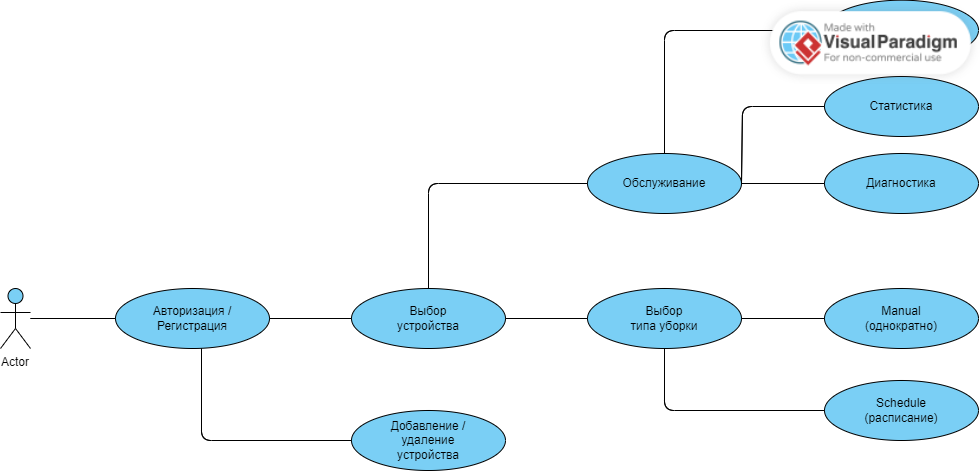 Made with
Visual Paradigm
For non-commercial use
Статистика
Обслуживание
Диагностика
Авторизация /
Регистрация
Выбор
устройства
Выбор
типа уборки
Manual
(однократно)
Actor
Добавление /
удаление
устройства
Schedule
(расписание)